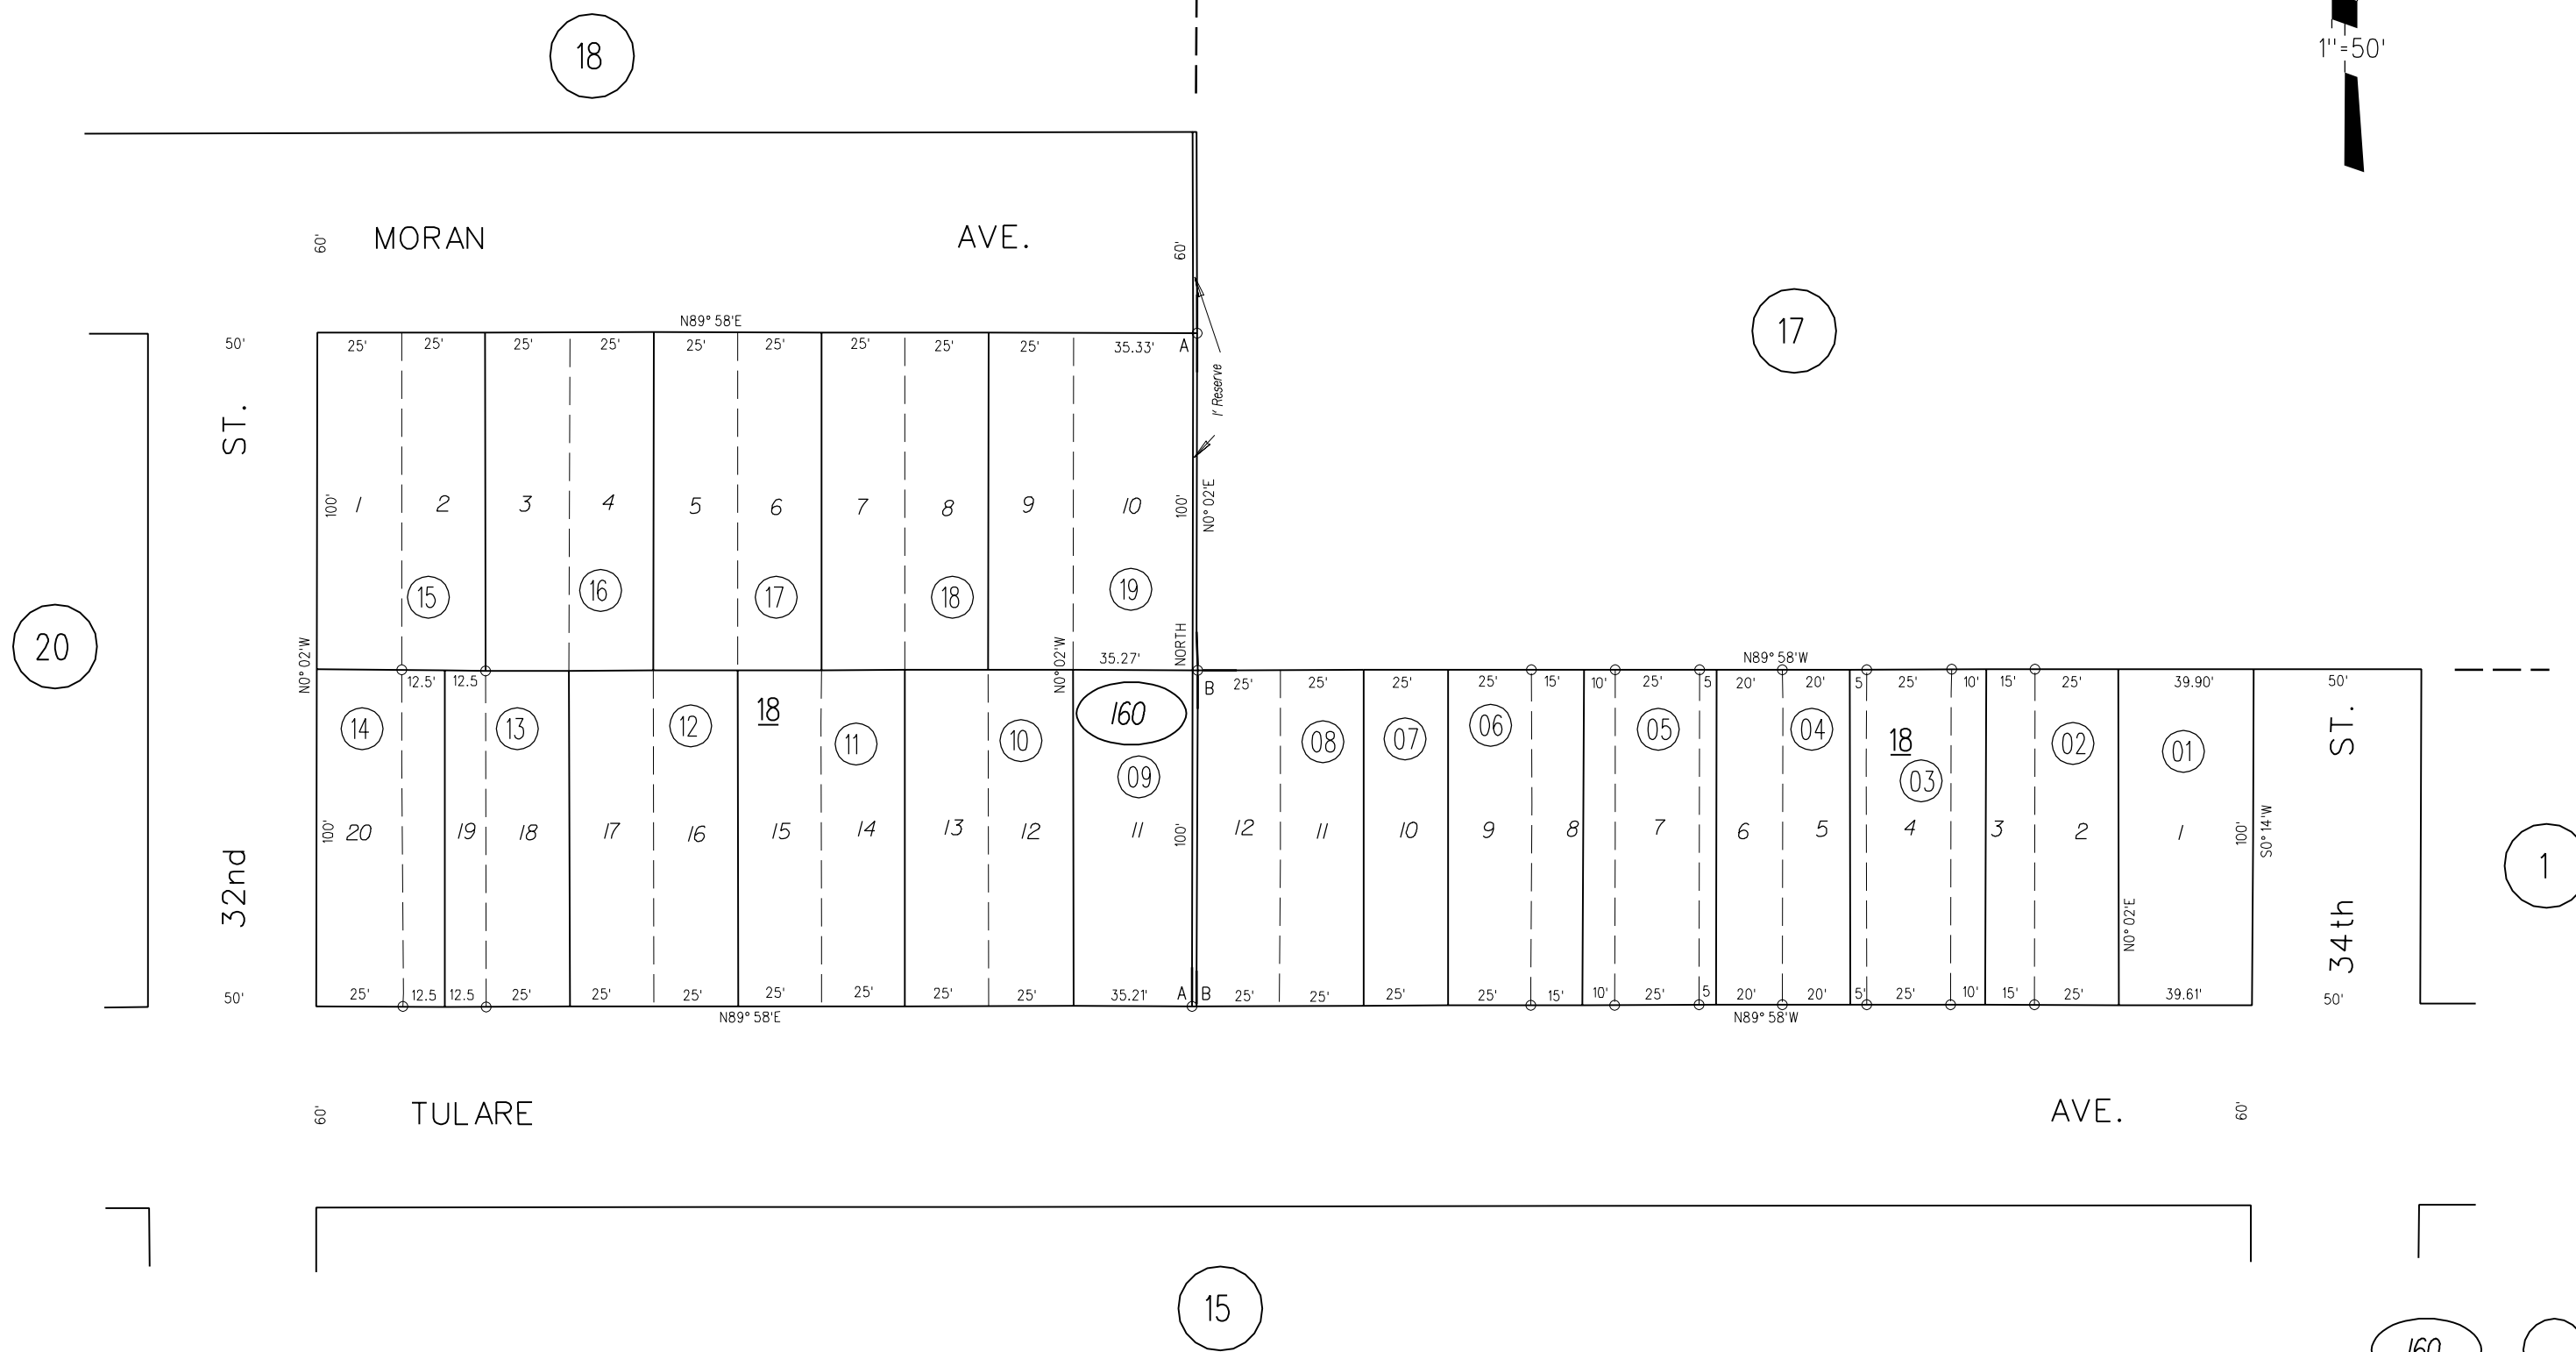 18
1"=50'
MORAN AVE.
60'
60'
17
N89° 58'E
50'
25' 25' 25' 25' 25' 25' 25' 25' 25' 35.33' A
1' Reserve
ST.
100' 1 2 3 4 5 6 7 8 9 10 100' N0° 02'E
15 16 17 18 19
20
N0° 02'W
N0° 02'W
35.27'
NORTH
N89° 58'W
12.5' 12.5
B 25' 25' 25' 25' 15' 10' 25' 5 20' 20' 5' 25' 10' 15' 25' 39.90' 50'
14 13 12 18 11 10 160 09
08 07 06 05 04 18 03 02 01
ST.
100' 20 19 18 17 16 15 14 13 12 11 100'
12 11 10 9 8 7 6 5 4 3 2 1 100' S0° 14'W
1
32nd
34th
N0° 02'E
50'
25' 12.5 12.5 25' 25' 25' 25' 25' 25' 25' 35.21' A
B 25' 25' 25' 25' 15' 10' 25' 5 20' 20' 5' 25' 10' 15' 25' 39.61' 50'
N89° 58'E
N89° 58'W
60' TULARE AVE. 60'
15
160